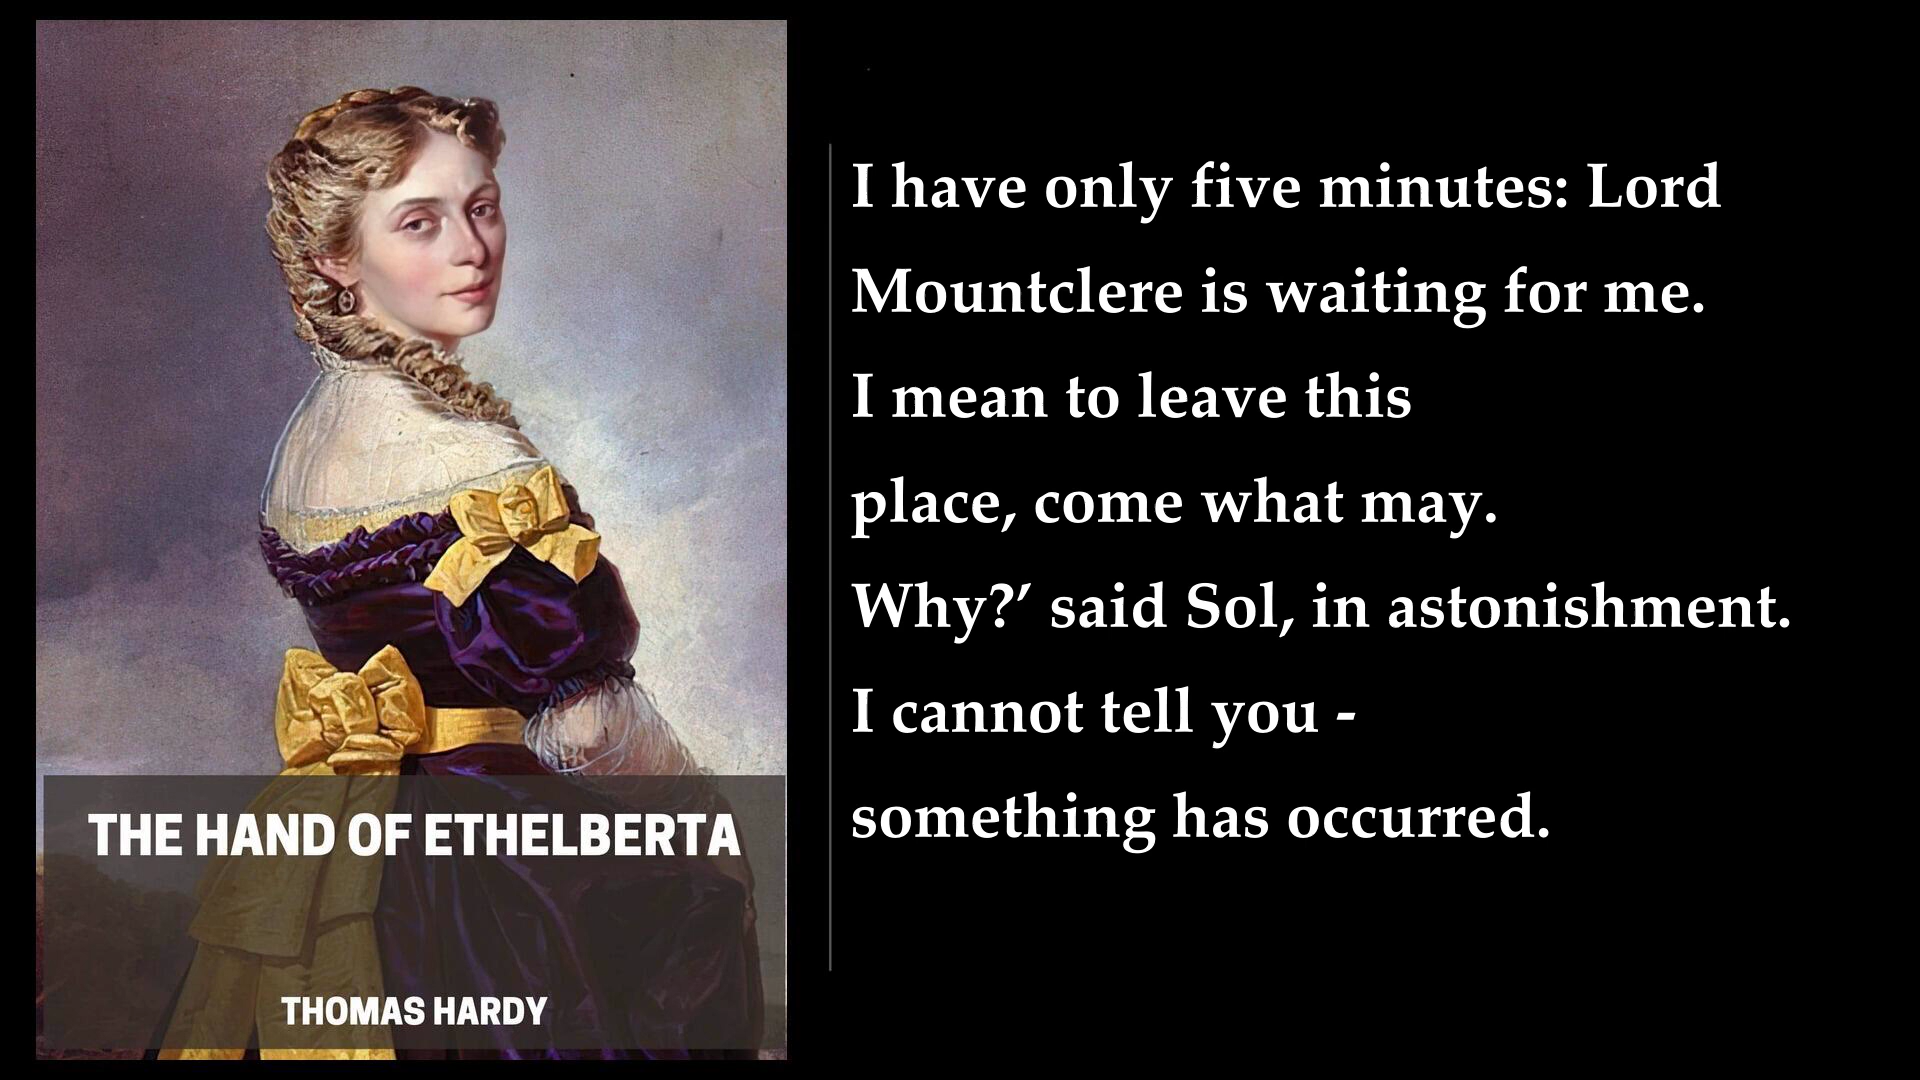 THE HAND OF ETHELBERTA
THOMAS HARDY
I have only five minutes: Lord
Mountclere is waiting for me.
I mean to leave this
place, come what may.
Why?’ said Sol, in astonishment.
I cannot tell you -
something has occurred.